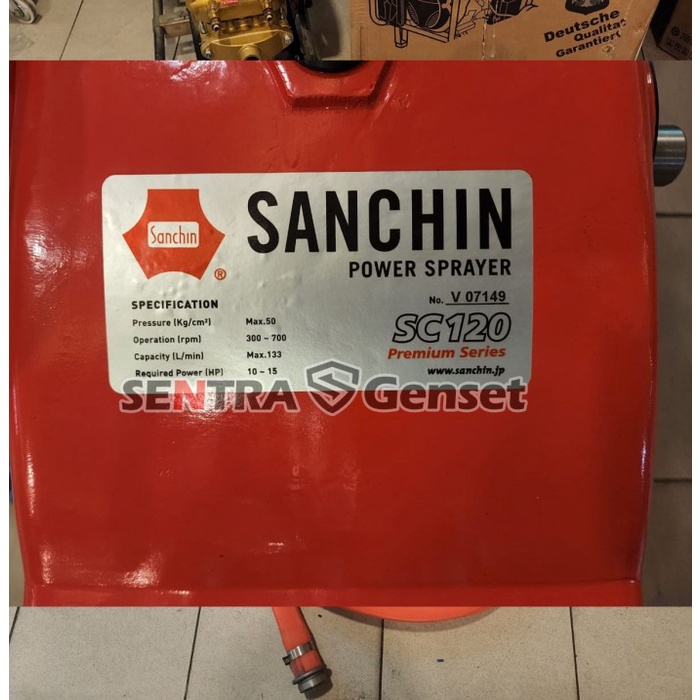 Deutsche
Qualitat
Garantiert
Sanchin
®
SANCHIN
POWER SPRAYER
No. V 07149
SC120
Premium Series
www.sanchin.jp
SPECIFICATION
Pressure (Kg/cm²) Max.50
Operation (rpm) 300 – 700
Capacity (L/min) Max.133
Required Power (HP) 10 – 15
SENTRA S Genset